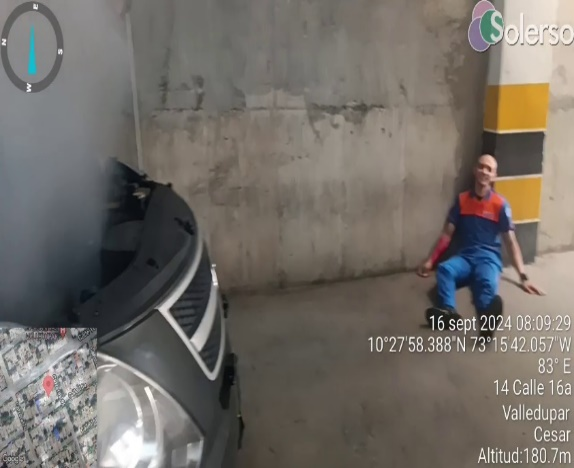 N
E
S
W
Solerso
16 sept 2024 08:09:29
10°27'58.388"N 73°15'42.057"W
83° E
14 Calle 16a
Valledupar
Cesar
Altitud:180.7m
Google